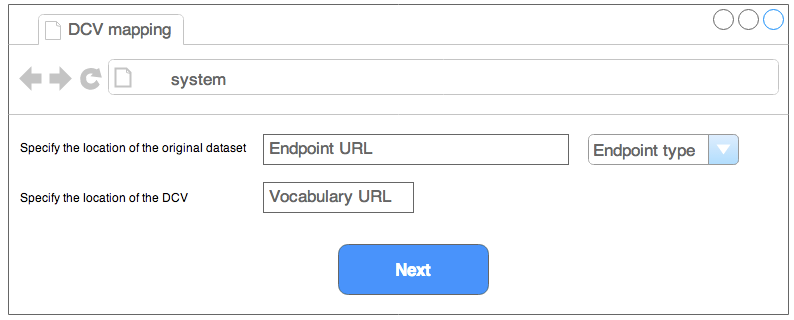 DCV mapping
system
Specify the location of the original dataset Endpoint URL Endpoint type
Specify the location of the DCV Vocabulary URL
Next